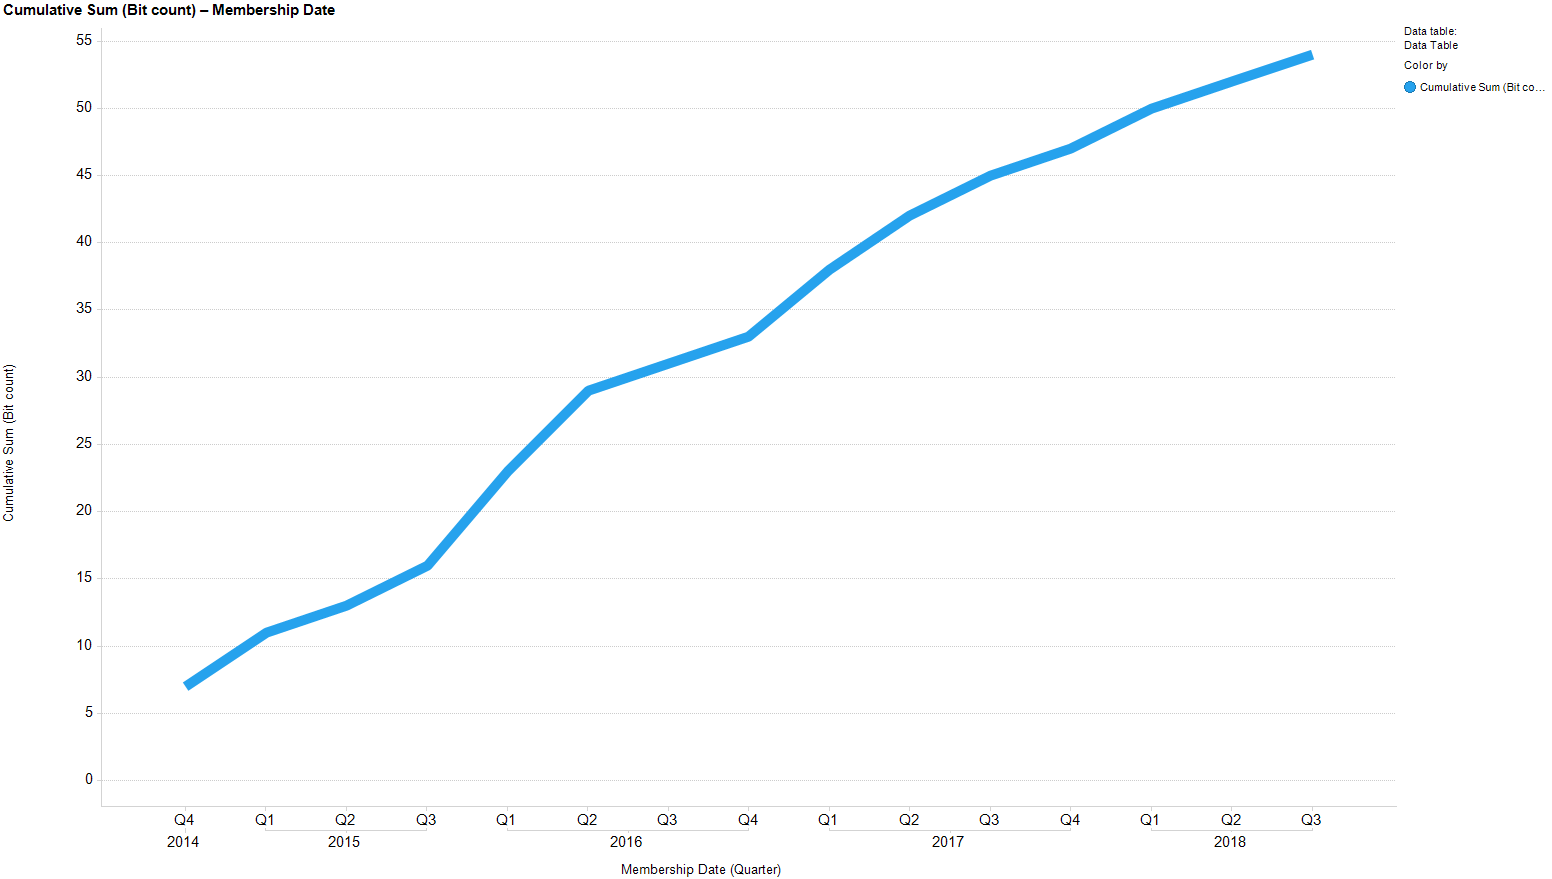 Cumulative Sum (Bit count) – Membership Date
Data table:
Data Table
Color by
Cumulative Sum (Bit co...
Cumulative Sum (Bit count)
55
50
45
40
35
30
25
20
15
10
5
0
Q4 Q1 Q2 Q3 Q1 Q2 Q3 Q4 Q1 Q2 Q3 Q4 Q1 Q2 Q3
2014 2015 2016 2017 2018
Membership Date (Quarter)